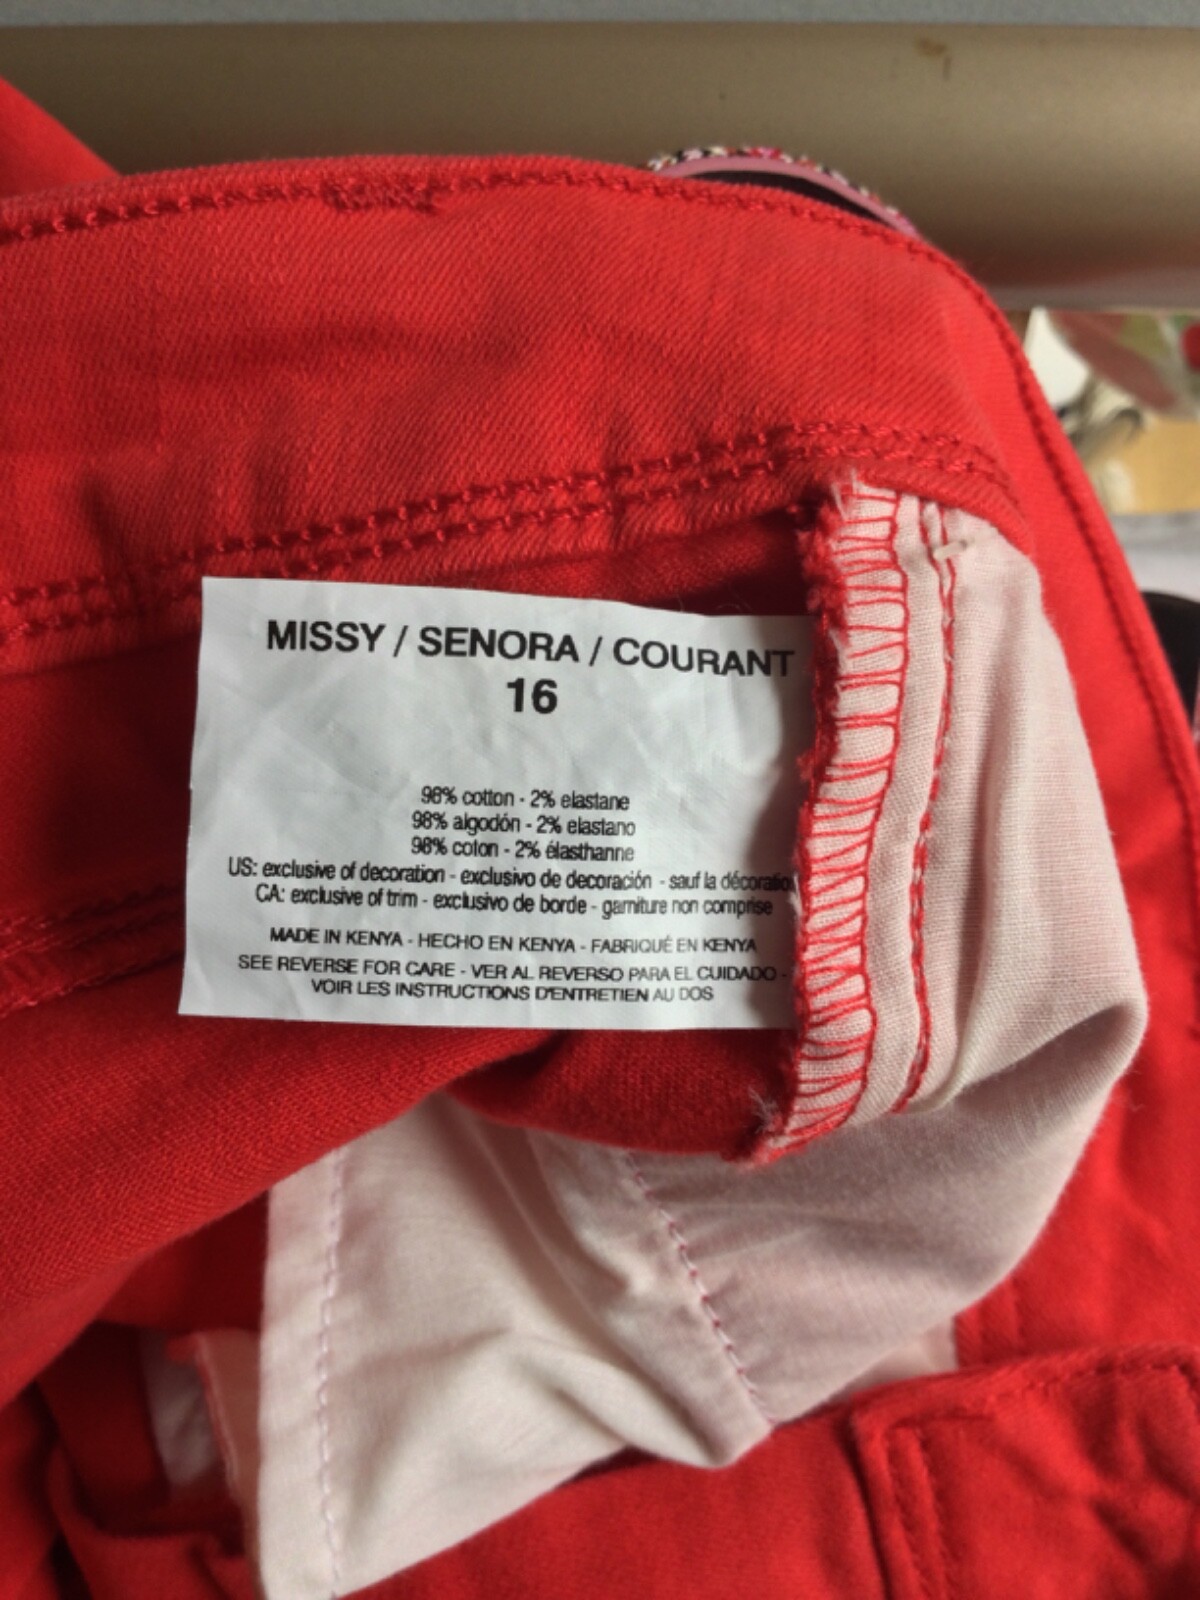 MISSY / SENORA / COURANT
16
98% cotton - 2% elastane
98% algodón - 2% elastano
98% coton - 2% élasthanne
US: exclusive of decoration - exclusivo de decoración - sauf la décoratio
CA: exclusive of trim - exclusivo de borde - garniture non comprise
MADE IN KENYA - HECHO EN KENYA - FABRIQUÉ EN KENYA
SEE REVERSE FOR CARE - VER AL REVERSO PARA EL CUIDADO -
VOIR LES INSTRUCTIONS D'ENTRETIEN AU DOS